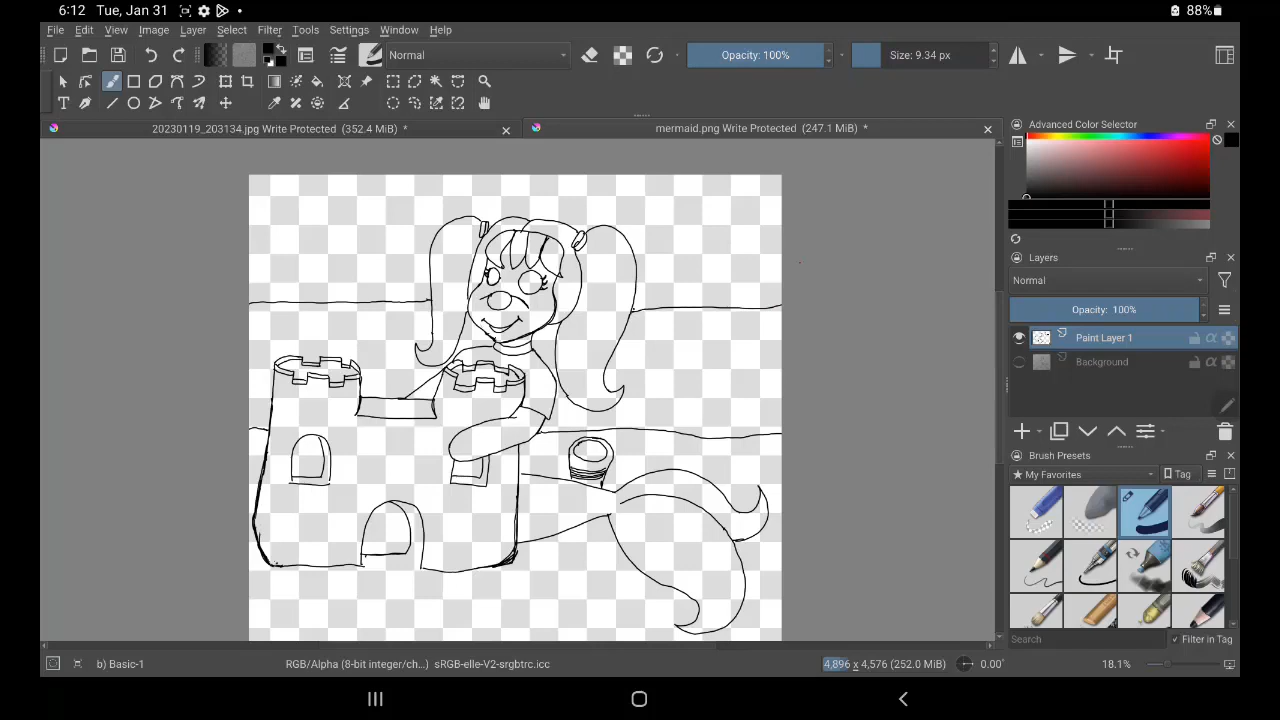 6:12 Tue, Jan 31
88%
File Edit View Image Layer Select Filter Tools Settings Window Help
Normal
Opacity: 100%
Size: 9.34 px
20230119_203134.jpg Write Protected (352.4 MiB) *
mermaid.png Write Protected (247.1 MiB) *
Advanced Color Selector
Layers
Normal
Opacity: 100%
Paint Layer 1
Background
Brush Presets
★ My Favorites
Tag
Search
✓ Filter in Tag
b) Basic-1
RGB/Alpha (8-bit integer/ch...) sRGB-elle-V2-srgbtrc.icc
4,896 x 4,576 (252.0 MiB)
0.00°
18.1%